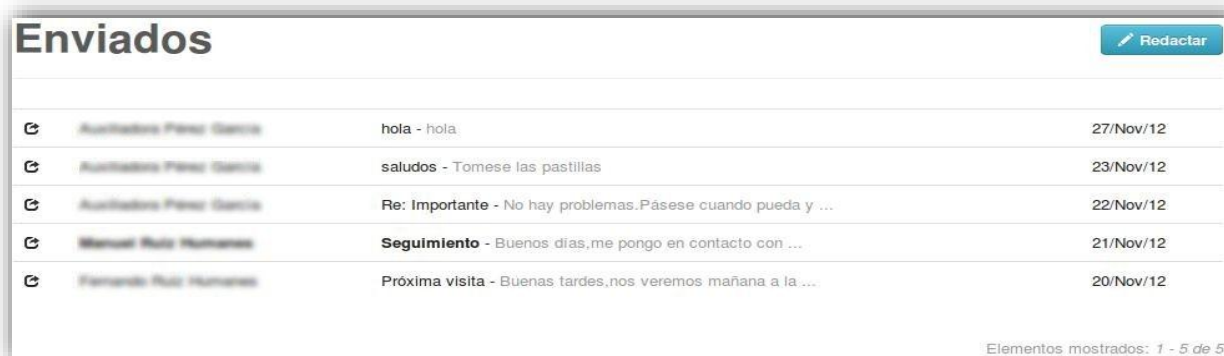 Enviados
Redactar
hola - hola 27/Nov/12
saludos - Tomese las pastillas 23/Nov/12
Re: Importante - No hay problemas.Pásese cuando pueda y ... 22/Nov/12
Seguimiento - Buenos días,me pongo en contacto con ... 21/Nov/12
Próxima visita - Buenas tardes,nos veremos mañana a la ... 20/Nov/12
Elementos mostrados: 1 - 5 de 5